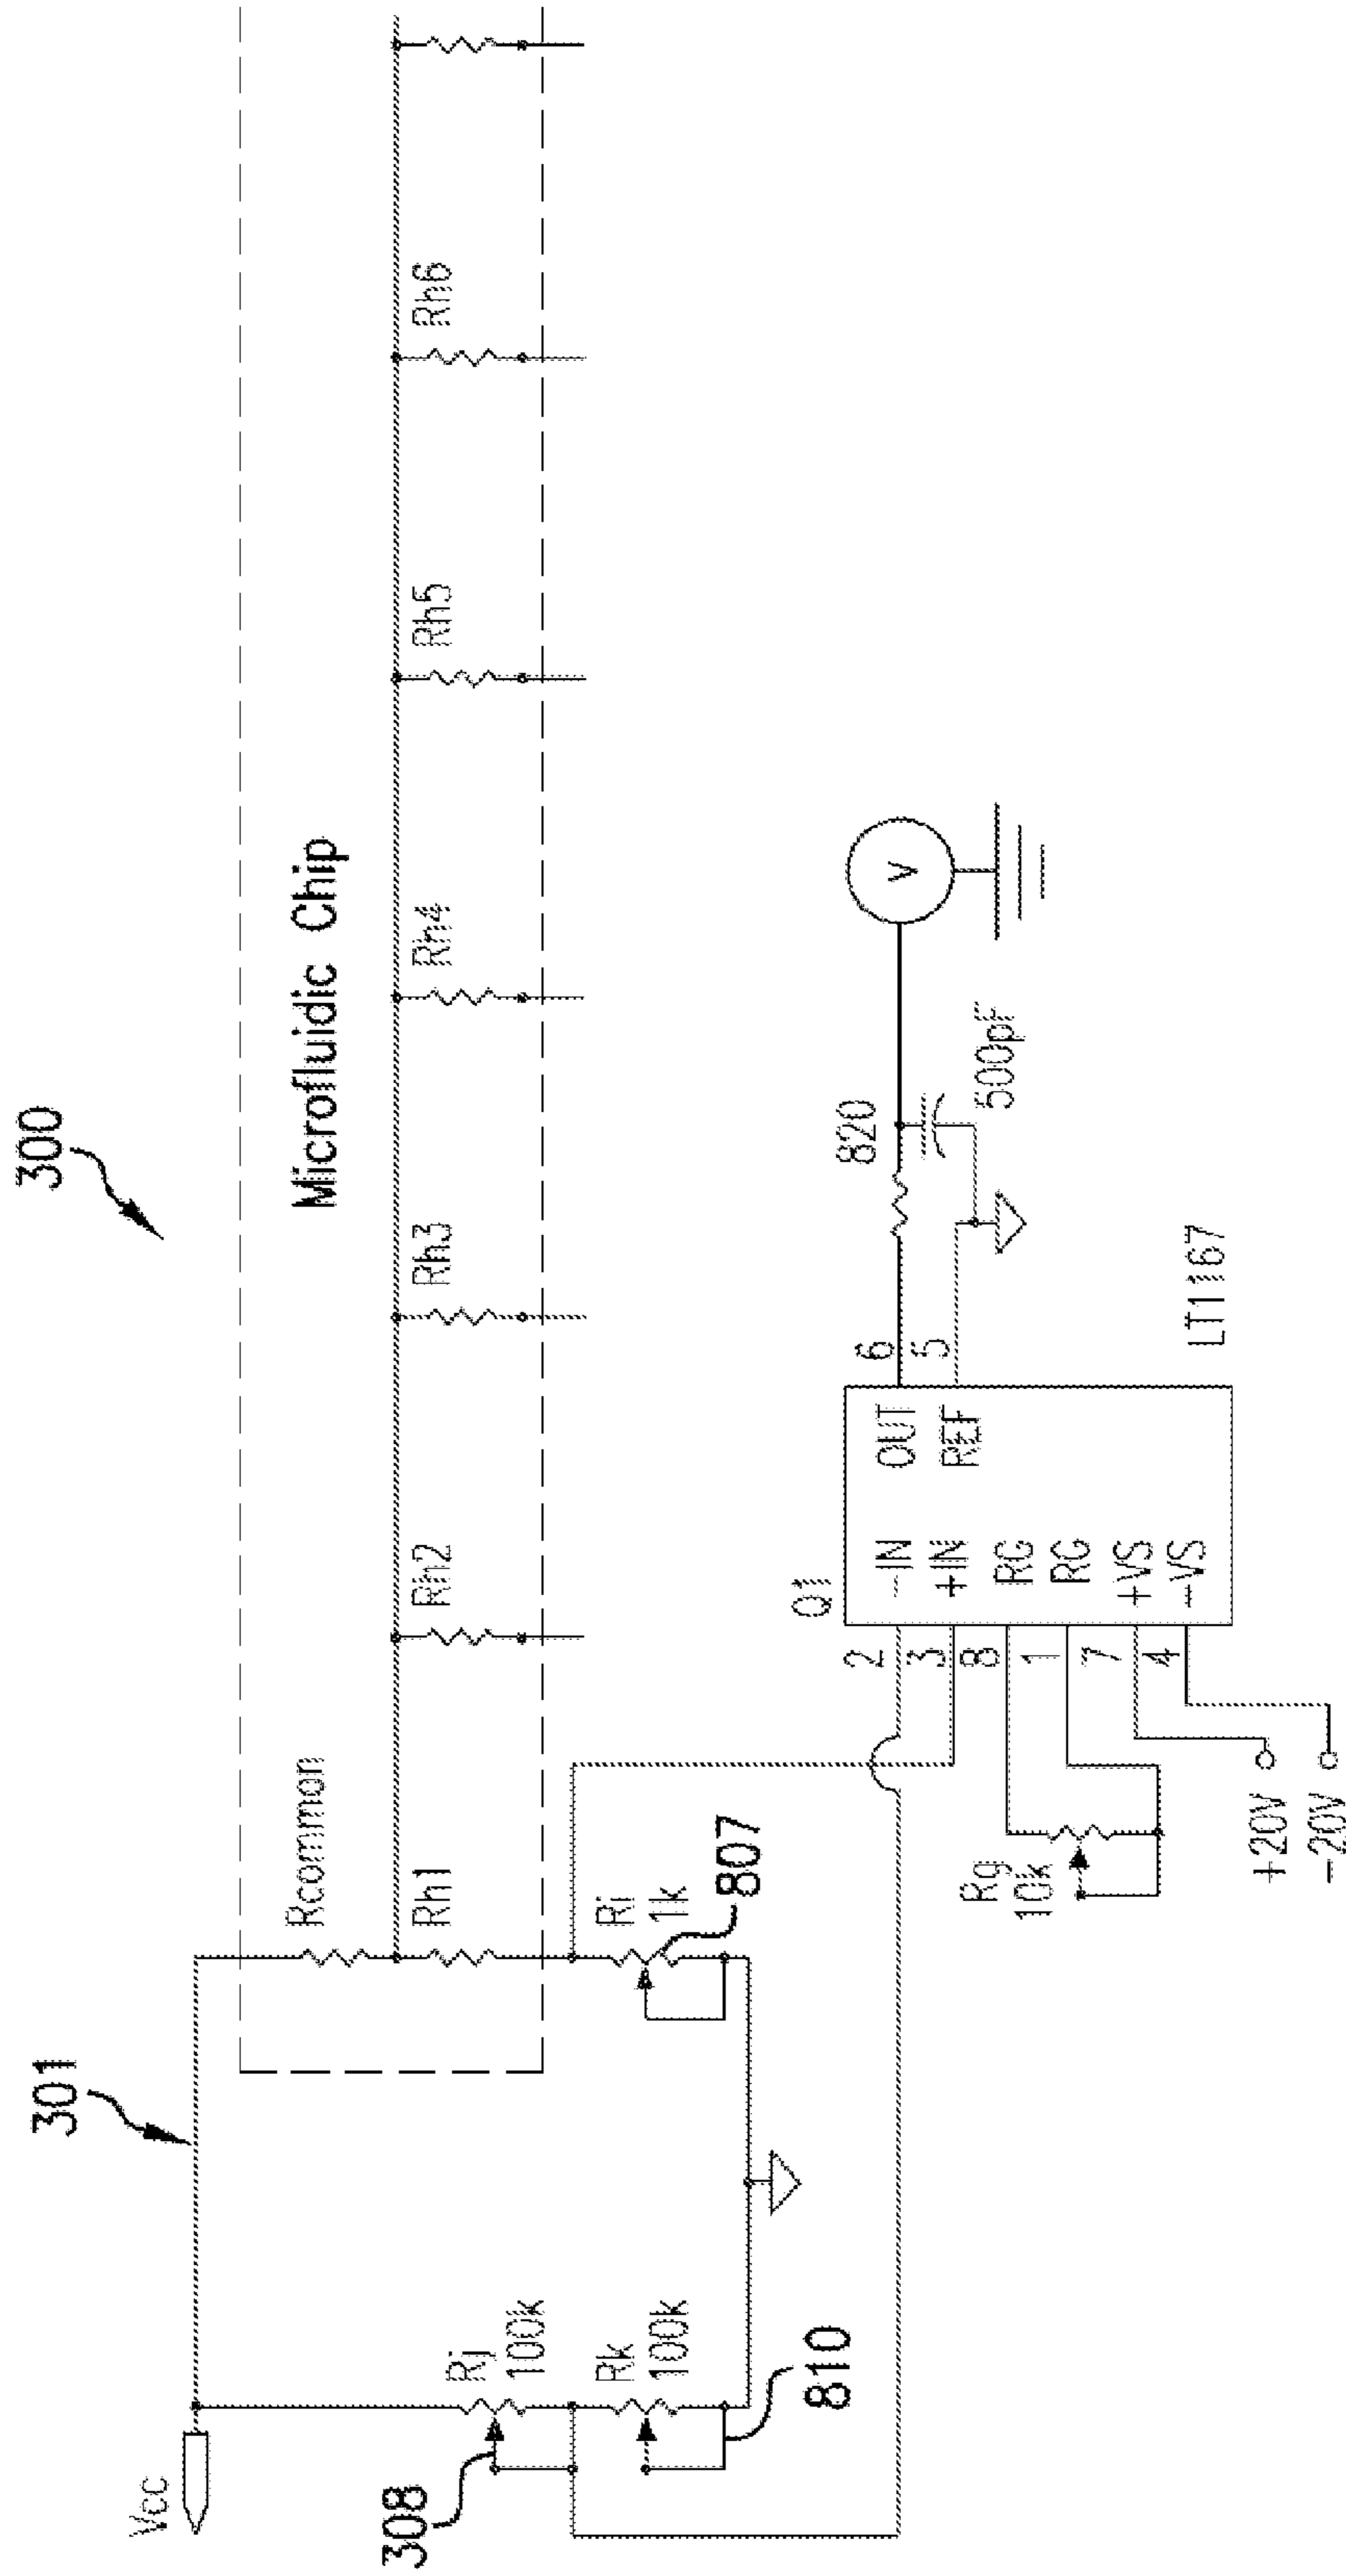 300
301
Vcc
Microfluidic Chip
Rcommon
Rh1
Rh2
Rh3
Rh4
Rh5
Rh6
308
Rj
100k
Rk
100k
810
Ri
1k
807
Q1
2
3
8
1
7
4
-IN
+IN
RG
RG
+VS
-VS
OUT
REF
6
5
820
500pF
V
LT1167
Rg
10k
+20V
-20V